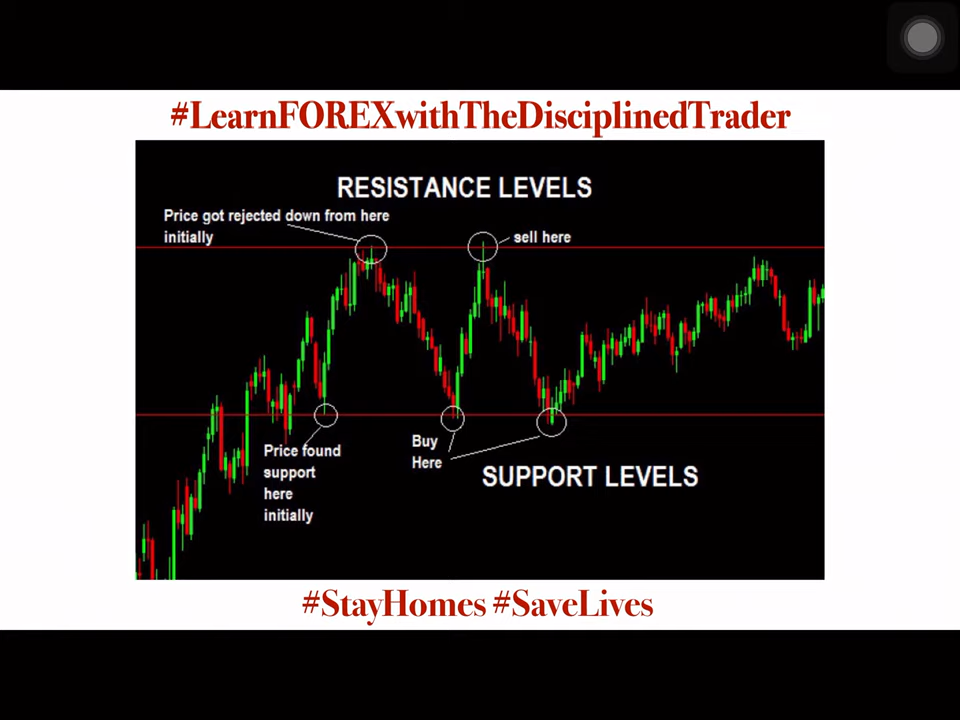 #LearnFOREXwithTheDisciplinedTrader
RESISTANCE LEVELS
Price got rejected down from here
initially
sell here
Price found
support
here
initially
Buy
Here
SUPPORT LEVELS
#StayHomes #SaveLives